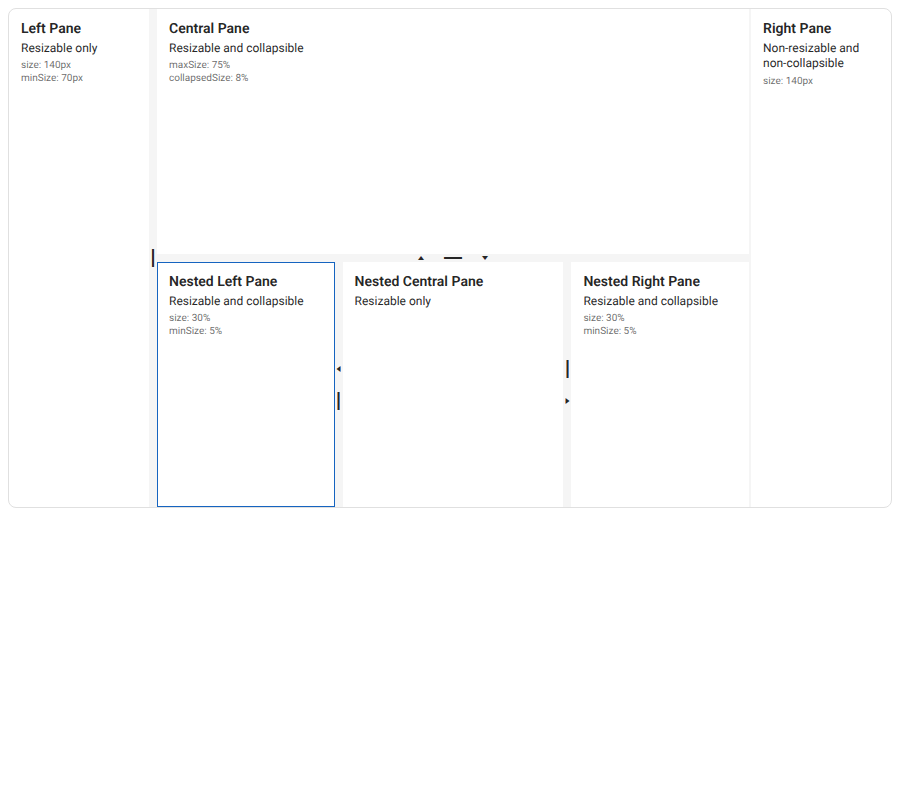 Left Pane
Resizable only
size: 140px
minSize: 70px
Central Pane
Resizable and collapsible
maxSize: 75%
collapsedSize: 8%
Right Pane
Non-resizable and
non-collapsible
size: 140px
Nested Left Pane
Resizable and collapsible
size: 30%
minSize: 5%
Nested Central Pane
Resizable only
Nested Right Pane
Resizable and collapsible
size: 30%
minSize: 5%